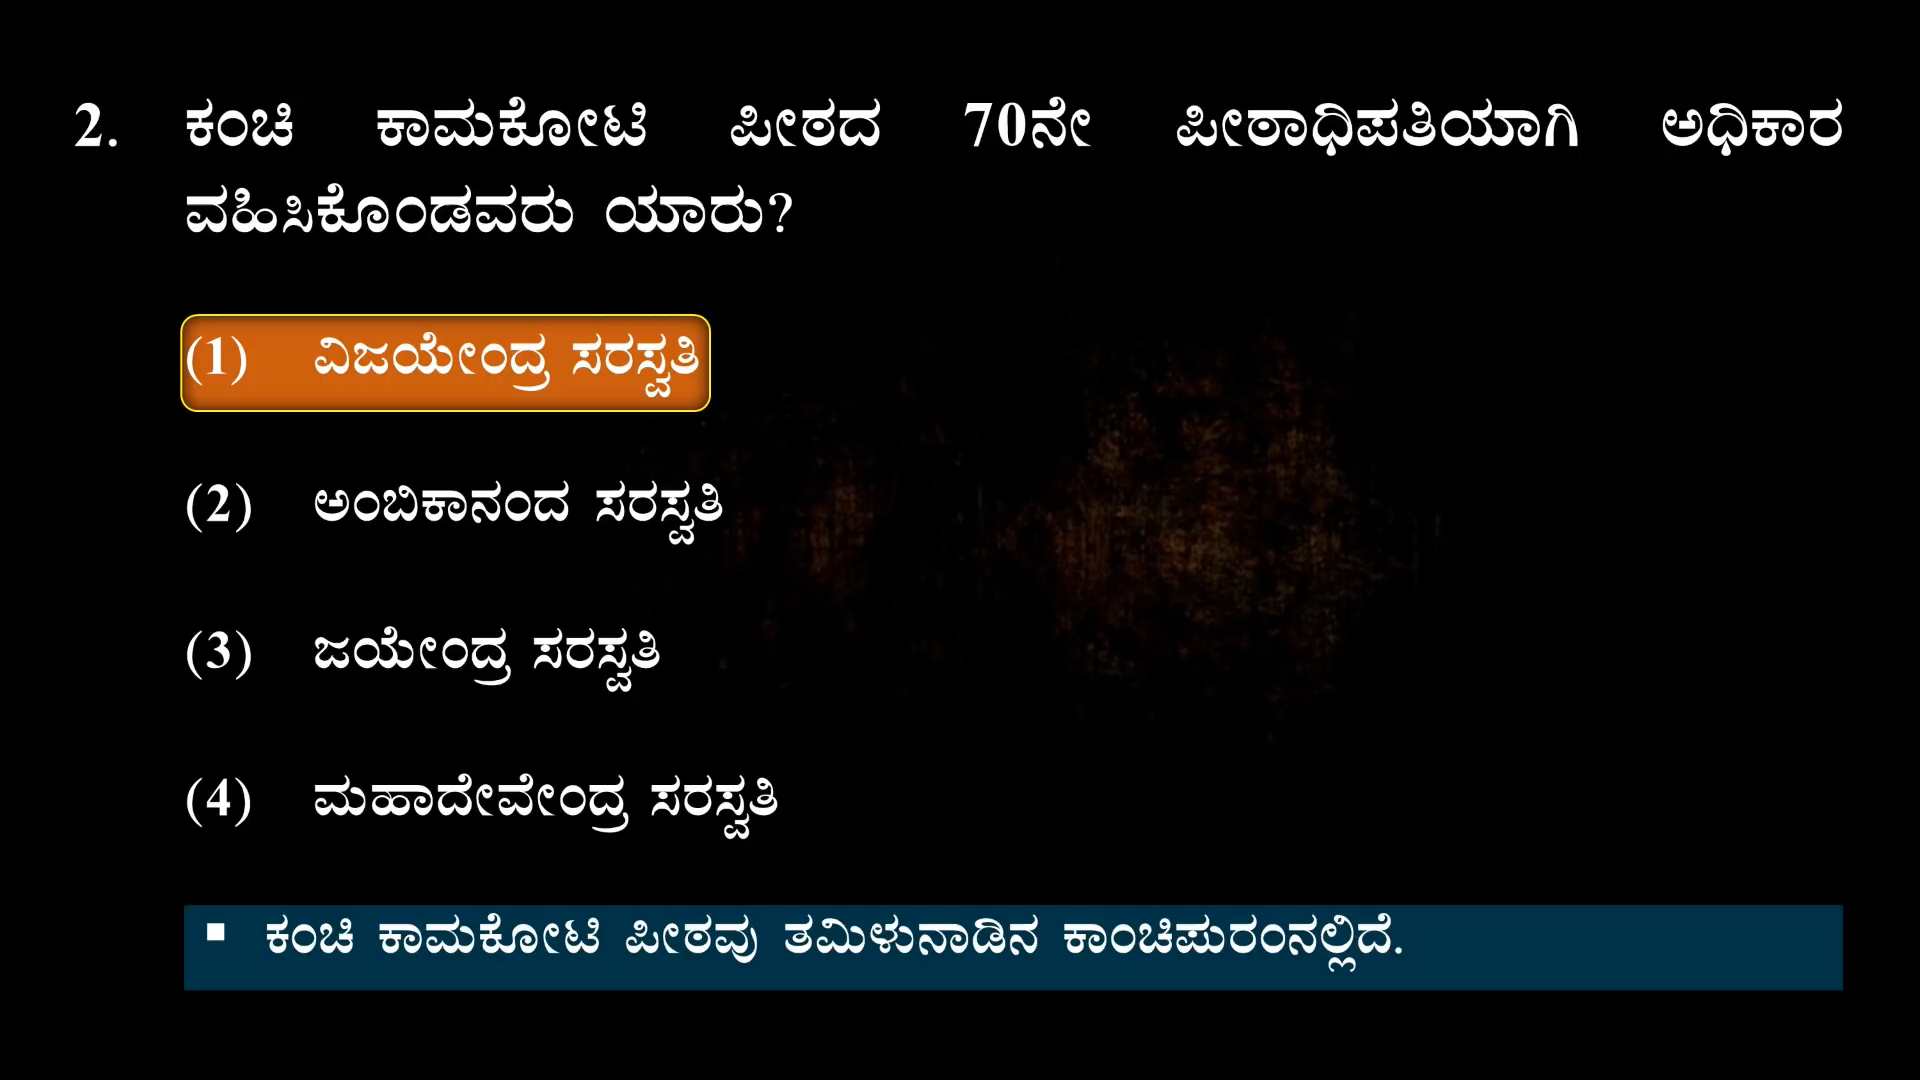 2. ಕಂಚಿ ಕಾಮಕೋಟಿ ಪೀಠದ 70ನೇ ಪೀಠಾಧಿಪತಿಯಾಗಿ ಅಧಿಕಾರ
ವಹಿಸಿಕೊಂಡವರು ಯಾರು?
(1) ವಿಜಯೇಂದ್ರ ಸರಸ್ವತಿ
(2) ಅಂಬಿಕಾನಂದ ಸರಸ್ವತಿ
(3) ಜಯೇಂದ್ರ ಸರಸ್ವತಿ
(4) ಮಹಾದೇವೇಂದ್ರ ಸರಸ್ವತಿ
▪ ಕಂಚಿ ಕಾಮಕೋಟಿ ಪೀಠವು ತಮಿಳುನಾಡಿನ ಕಾಂಚಿಪುರಂನಲ್ಲಿದೆ.